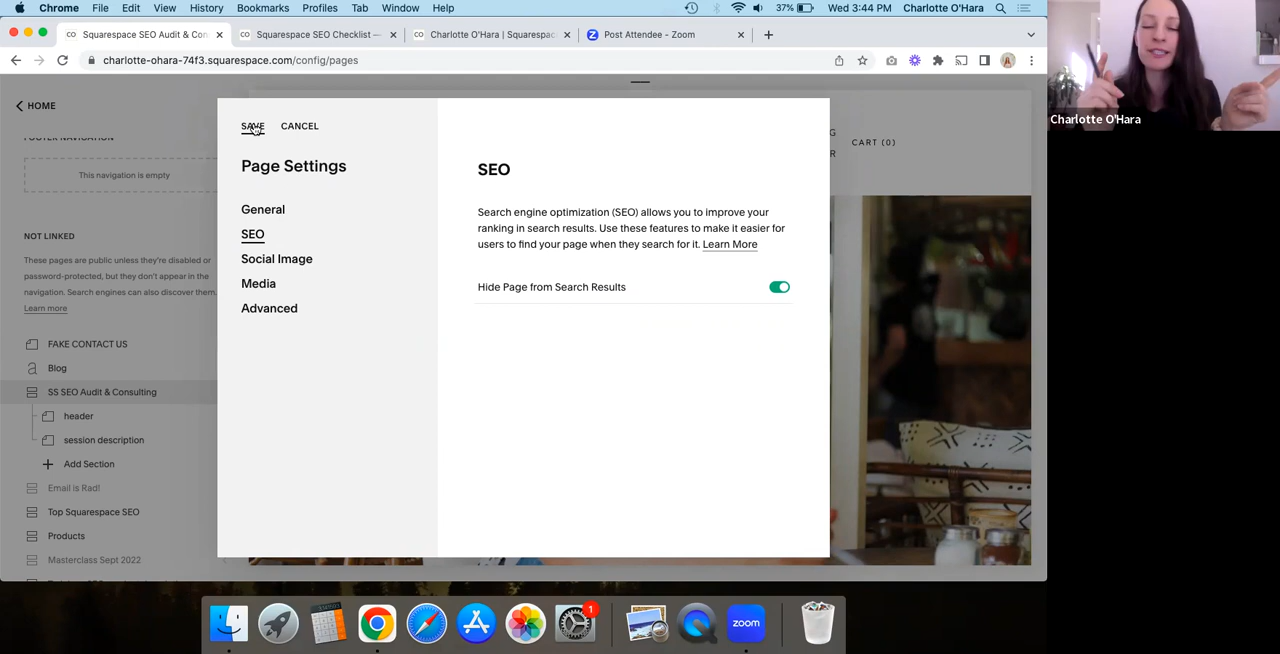 Chrome File Edit View History Bookmarks Profiles Tab Window Help 37% Wed 3:44 PM Charlotte O'Hara
CO Squarespace SEO Audit & Con
CO Squarespace SEO Checklist —
CO Charlotte O'Hara | Squarespac
Post Attendee - Zoom
charlotte-ohara-74f3.squarespace.com/config/pages
HOME
FOOTER NAVIGATION
This navigation is empty
NOT LINKED
These pages are public unless they're disabled or
password-protected, but they don't appear in the
navigation. Search engines can also discover them.
Learn more
FAKE CONTACT US
Blog
SS SEO Audit & Consulting
header
session description
Add Section
Email is Rad!
Top Squarespace SEO
Products
Masterclass Sept 2022
SAVE CANCEL
Page Settings
General
SEO
Social Image
Media
Advanced
SEO
Search engine optimization (SEO) allows you to improve your
ranking in search results. Use these features to make it easier for
users to find your page when they search for it. Learn More
Hide Page from Search Results
G
R
CART (0)
Charlotte O'Hara
1
zoom